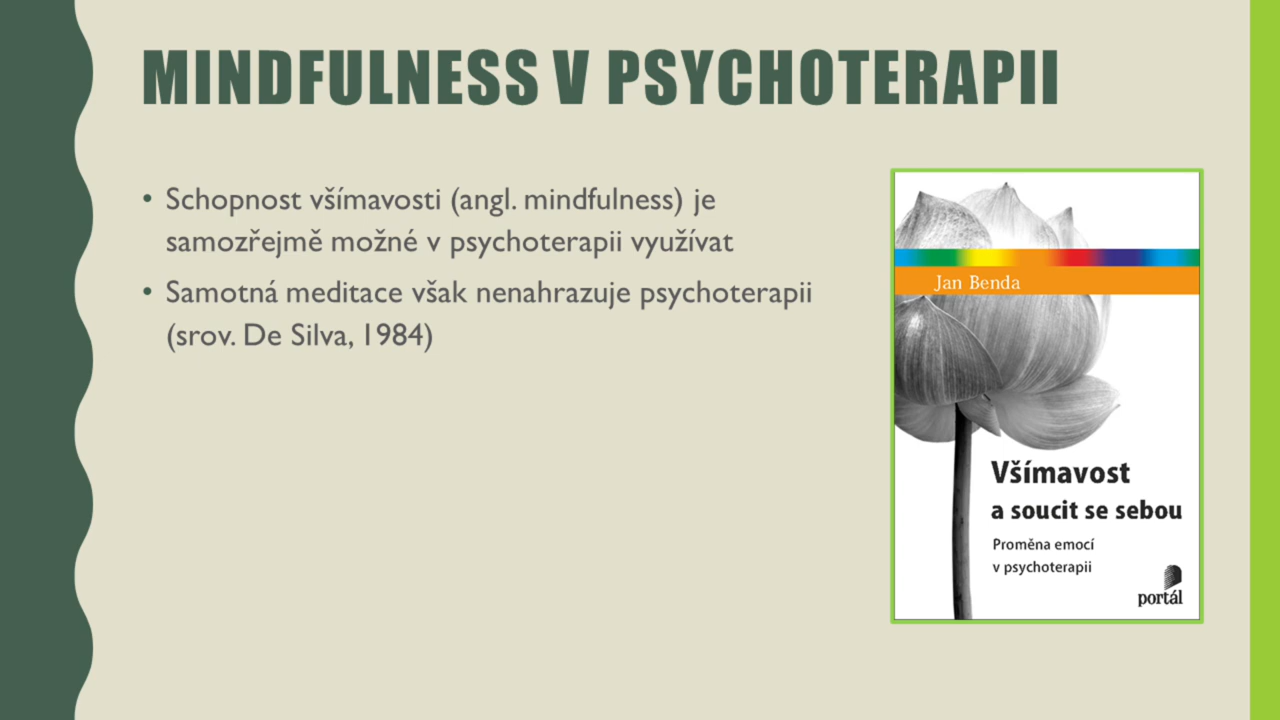 MINDFULNESS V PSYCHOTERAPII
• Schopnost všímavosti (angl. mindfulness) je
samozřejmě možné v psychoterapii využívat
• Samotná meditace však nenahrazuje psychoterapii
(srov. De Silva, 1984)
Jan Benda
Všímavost
a soucit se sebou
Proměna emocí
v psychoterapii
portál